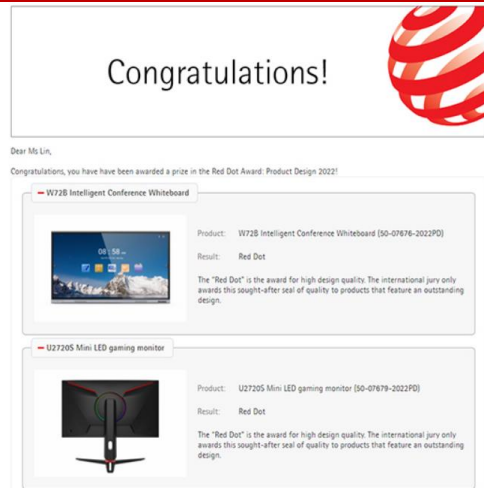 Congratulations!
Dear Ms Lin,
Congratulations, you have have been awarded a prize in the Red Dot Award: Product Design 2022!
W72B Intelligent Conference Whiteboard
08:58
Product: W72B Intelligent Conference Whiteboard (50-07676-2022PD)
Result: Red Dot
The "Red Dot" is the award for high design quality. The international jury only
awards this sought-after seal of quality to products that feature an outstanding
design.
U2720S Mini LED gaming monitor
Product: U2720S Mini LED gaming monitor (50-07679-2022PD)
Result: Red Dot
The "Red Dot" is the award for high design quality. The international jury only
awards this sought-after seal of quality to products that feature an outstanding
design.